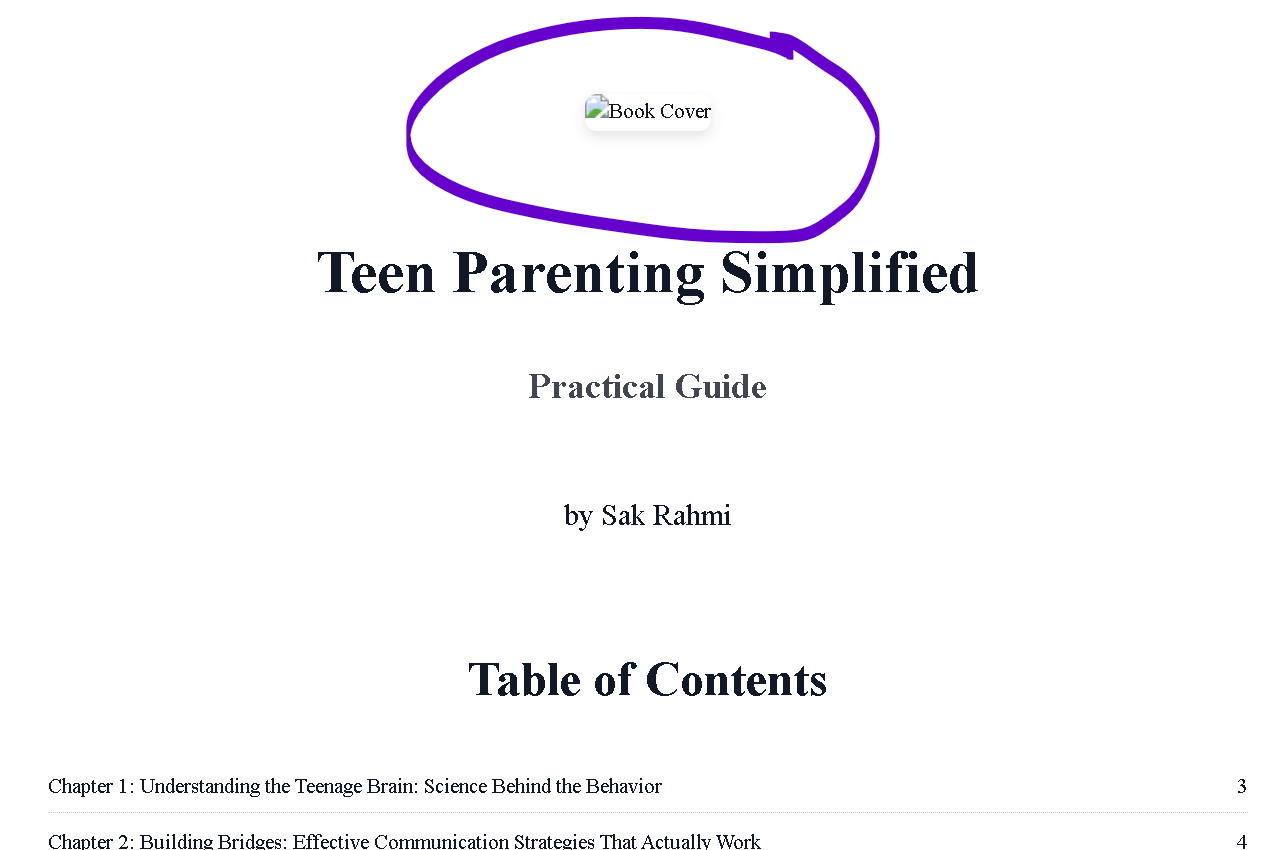 Book Cover
Teen Parenting Simplified
Practical Guide
by Sak Rahmi
Table of Contents
Chapter 1: Understanding the Teenage Brain: Science Behind the Behavior 3
Chapter 2: Building Bridges: Effective Communication Strategies That Actually Work 4